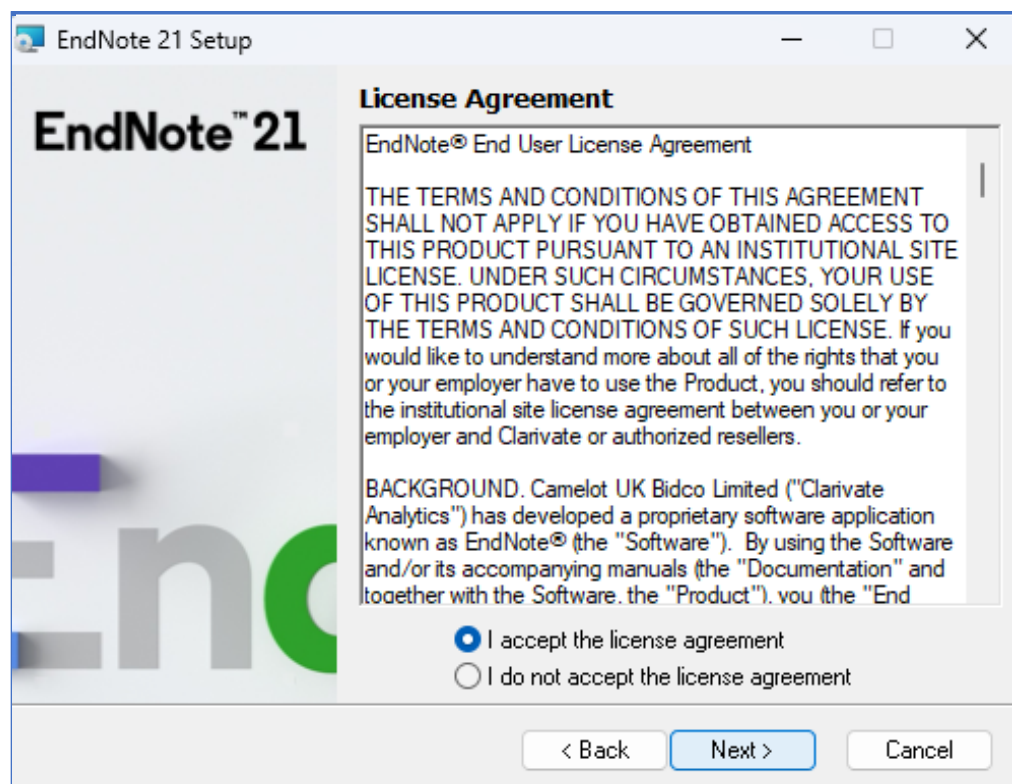 EndNote 21 Setup
EndNote™ 21
License Agreement
EndNote® End User License Agreement
THE TERMS AND CONDITIONS OF THIS AGREEMENT
SHALL NOT APPLY IF YOU HAVE OBTAINED ACCESS TO
THIS PRODUCT PURSUANT TO AN INSTITUTIONAL SITE
LICENSE. UNDER SUCH CIRCUMSTANCES, YOUR USE
OF THIS PRODUCT SHALL BE GOVERNED SOLELY BY
THE TERMS AND CONDITIONS OF SUCH LICENSE. If you
would like to understand more about all of the rights that you
or your employer have to use the Product, you should refer to
the institutional site license agreement between you or your
employer and Clarivate or authorized resellers.
BACKGROUND. Camelot UK Bidco Limited ("Clarivate
Analytics") has developed a proprietary software application
known as EndNote® (the "Software").  By using the Software
and/or its accompanying manuals (the "Documentation" and
together with the Software, the "Product"), you (the "End
En
I accept the license agreement
I do not accept the license agreement
< Back
Next >
Cancel